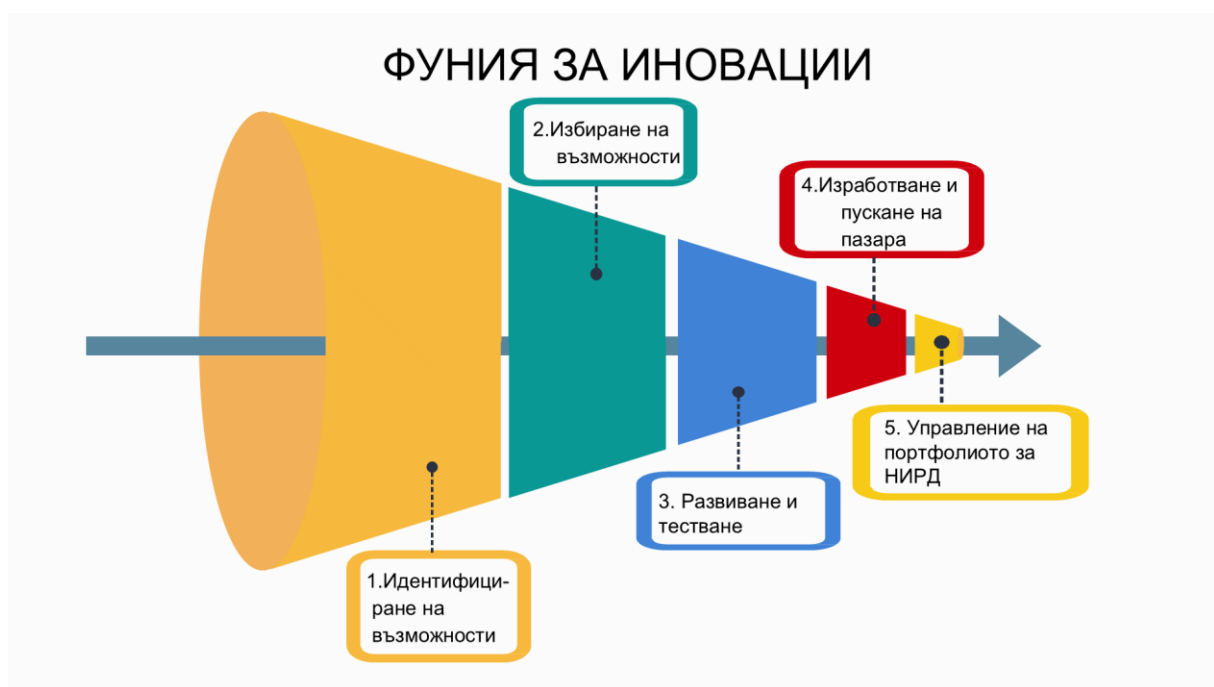 ФУНИЯ ЗА ИНОВАЦИИ
1.Идентифици-
ране на
възможности
2.Избиране на
възможности
3. Развиване и
тестване
4.Изработване и
пускане на
пазара
5. Управление на
портфолиото за
НИРД